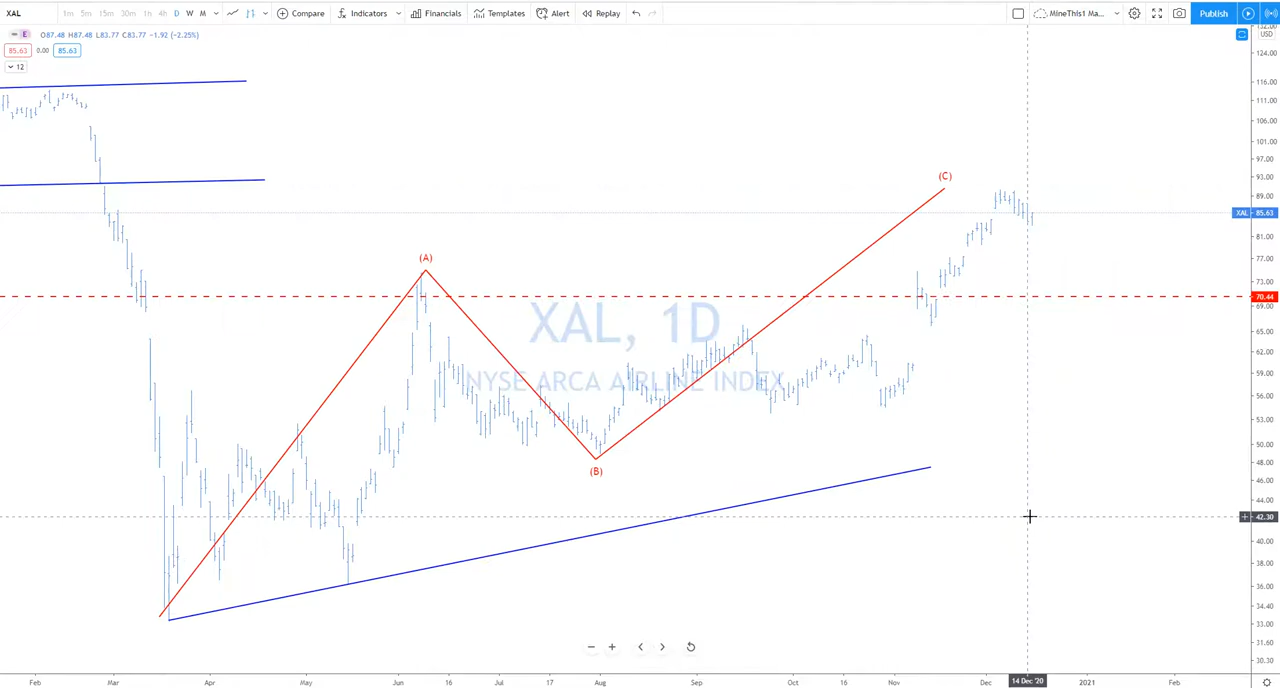 XAL 1m 5m 15m 30m 1h 4h D W M Compare Indicators Financials Templates Alert Replay MineThis1 Ma... Publish
E O87.48 H87.48 L83.77 C83.77 −1.92 (−2.25%)
85.63 0.00 85.63
12
USD
132.00
124.00
116.00
111.00
106.00
101.00
97.00
93.00
89.00
XAL 85.63
81.00
77.00
73.00
70.44
69.00
65.00
62.00
59.00
56.00
53.00
50.00
48.00
46.00
44.00
42.30
40.00
38.00
36.00
34.40
33.00
31.60
30.30
(C)
(A)
XAL, 1D
NYSE ARCA AIRLINE INDEX
(B)
Feb Mar Apr May Jun 16 Jul 17 Aug Sep Oct 16 Nov Dec 14 Dec '20 2021 Feb